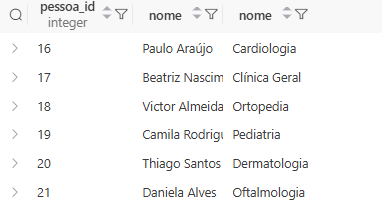 pessoa_id nome nome
integer
16 Paulo Araújo Cardiologia
17 Beatriz Nascim Clínica Geral
18 Victor Almeida Ortopedia
19 Camila Rodrigu Pediatria
20 Thiago Santos Dermatologia
21 Daniela Alves Oftalmologia